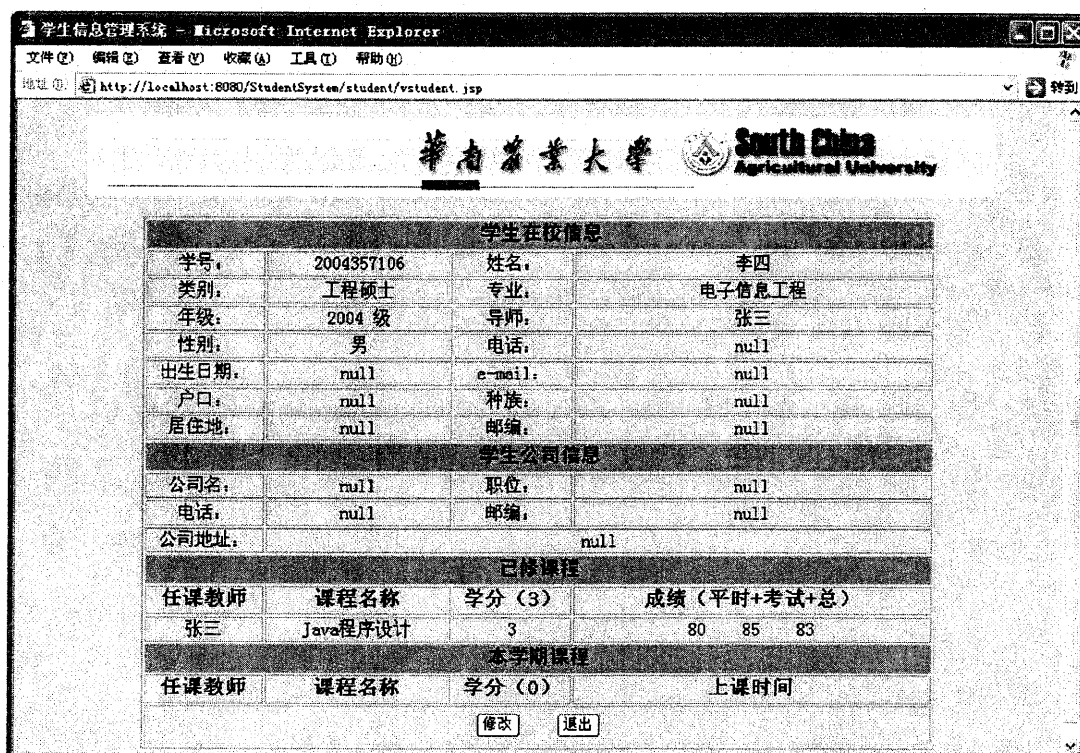 学生信息管理系统 - Microsoft Internet Explorer
文件(F) 编辑(E) 查看(V) 收藏(A) 工具(T) 帮助(H)
地址(D) http://localhost:8080/StudentSystem/student/vstudent.jsp 转到
華南農業大學 South China
Agricultural University
学生在校信息
学号: 2004357106 姓名: 李四
类别: 工程硕士 专业: 电子信息工程
年级: 2004 级 导师: 张三
性别: 男 电话: null
出生日期: null e-mail: null
户口: null 种族: null
居住地: null 邮编: null
学生公司信息
公司名: null 职位: null
电话: null 邮编: null
公司地址: null
已修课程
任课教师 课程名称 学分（3） 成绩（平时+考试+总）
张三 Java程序设计 3 80 85 83
本学期课程
任课教师 课程名称 学分（0） 上课时间
修改 退出